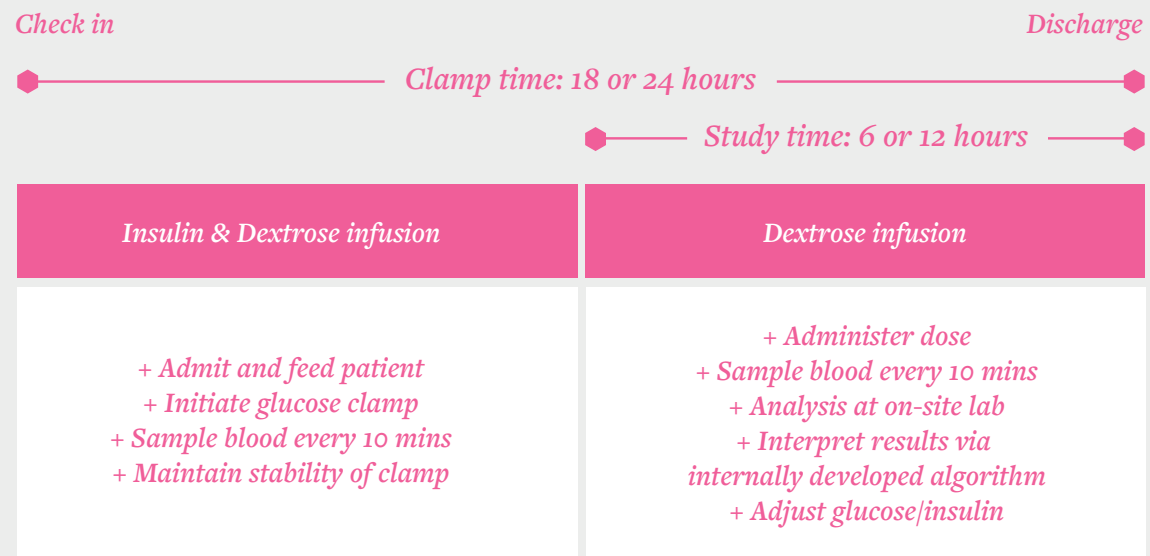 Check in
Discharge
Clamp time: 18 or 24 hours
Study time: 6 or 12 hours
Insulin & Dextrose infusion
Dextrose infusion
+ Admit and feed patient
+ Initiate glucose clamp
+ Sample blood every 10 mins
+ Maintain stability of clamp
+ Administer dose
+ Sample blood every 10 mins
+ Analysis at on-site lab
+ Interpret results via
internally developed algorithm
+ Adjust glucose/insulin